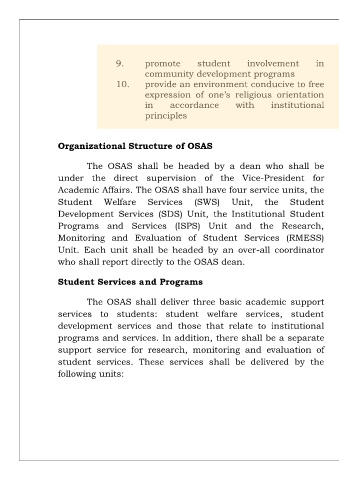 9. promote student involvement in
community development programs
10. provide an environment conducive to free
expression of one's religious orientation
in accordance with institutional
principles
Organizational Structure of OSAS
The OSAS shall be headed by a dean who shall be
under the direct supervision of the Vice-President for
Academic Affairs. The OSAS shall have four service units, the
Student Welfare Services (SWS) Unit, the Student
Development Services (SDS) Unit, the Institutional Student
Programs and Services (ISPS) Unit and the Research,
Monitoring and Evaluation of Student Services (RMESS)
Unit. Each unit shall be headed by an over-all coordinator
who shall report directly to the OSAS dean.
Student Services and Programs
The OSAS shall deliver three basic academic support
services to students: student welfare services, student
development services and those that relate to institutional
programs and services. In addition, there shall be a separate
support service for research, monitoring and evaluation of
student services. These services shall be delivered by the
following units: